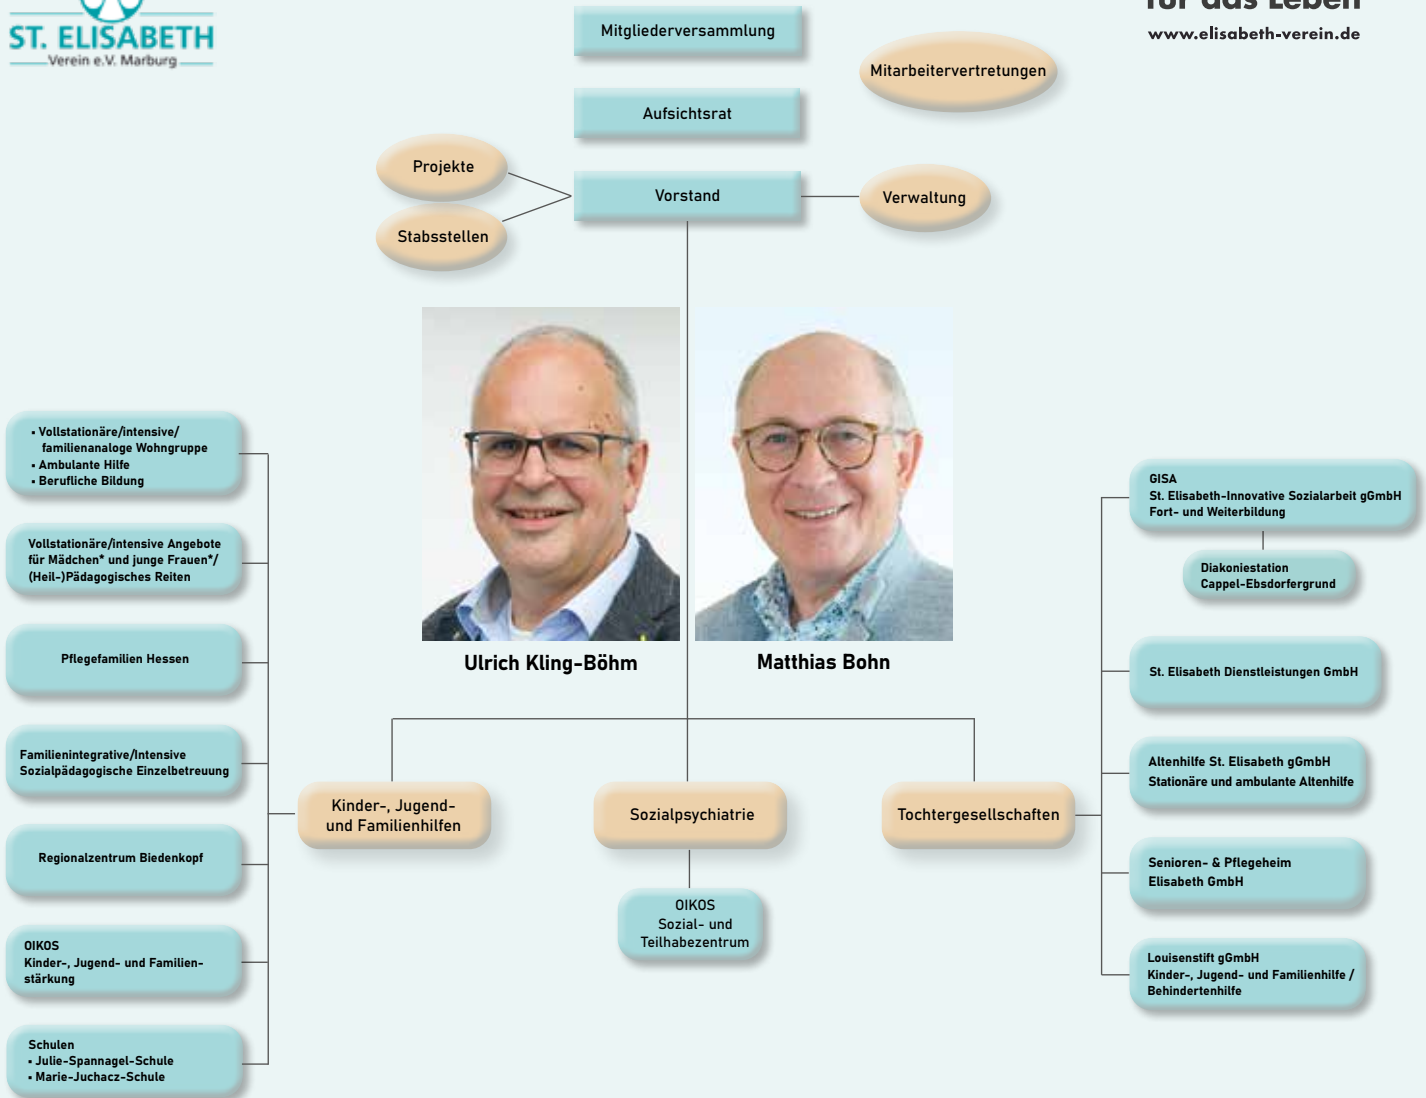 ST. ELISABETH
Verein e.V. Marburg
für das Leben
www.elisabeth-verein.de
Mitgliederversammlung
Mitarbeitervertretungen
Aufsichtsrat
Projekte
Vorstand
Verwaltung
Stabsstellen
Ulrich Kling-Böhm
Matthias Bohn
▪ Vollstationäre/intensive/
familienanaloge Wohngruppe
▪ Ambulante Hilfe
▪ Berufliche Bildung
Vollstationäre/intensive Angebote
für Mädchen* und junge Frauen*/
(Heil-)Pädagogisches Reiten
Pflegefamilien Hessen
Familienintegrative/Intensive
Sozialpädagogische Einzelbetreuung
Regionalzentrum Biedenkopf
OIKOS
Kinder-, Jugend- und Familien-
stärkung
Schulen
▪ Julie-Spannagel-Schule
▪ Marie-Juchacz-Schule
Kinder-, Jugend-
und Familienhilfen
Sozialpsychiatrie
OIKOS
Sozial- und
Teilhabezentrum
Tochtergesellschaften
GISA
St. Elisabeth-Innovative Sozialarbeit gGmbH
Fort- und Weiterbildung
Diakoniestation
Cappel-Ebsdorfergrund
St. Elisabeth Dienstleistungen GmbH
Altenhilfe St. Elisabeth gGmbH
Stationäre und ambulante Altenhilfe
Senioren- & Pflegeheim
Elisabeth GmbH
Louisenstift gGmbH
Kinder-, Jugend- und Familienhilfe /
Behindertenhilfe